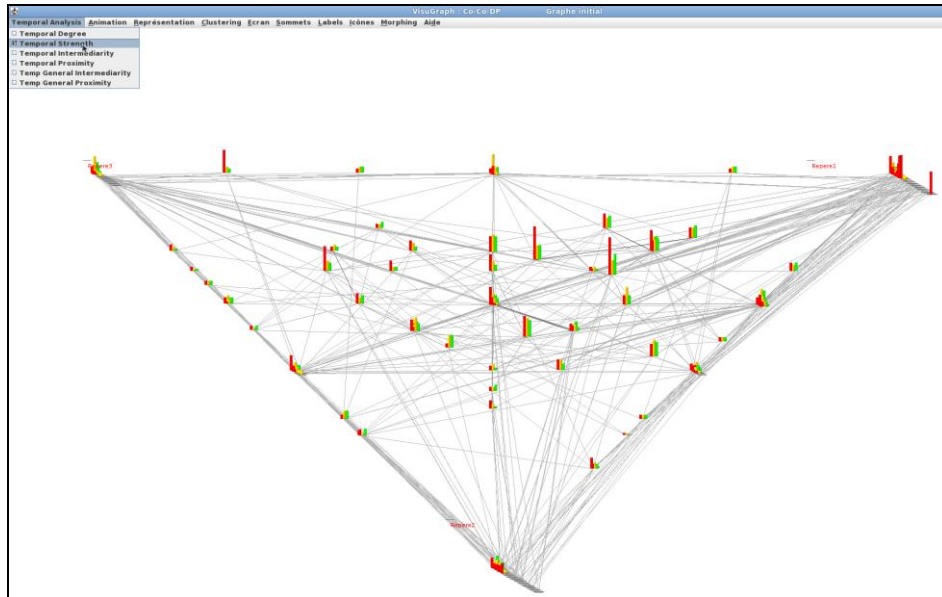 VisuGraph : Co-Co-DP Graphe initial
Temporal Analysis Animation Représentation Clustering Ecran Sommets Labels Icônes Morphing Aide
Temporal Degree
Temporal Strength
Temporal Intermediarity
Temporal Proximity
Temp General Intermediarity
Temp General Proximity
Repere3
Repere1
Repere2